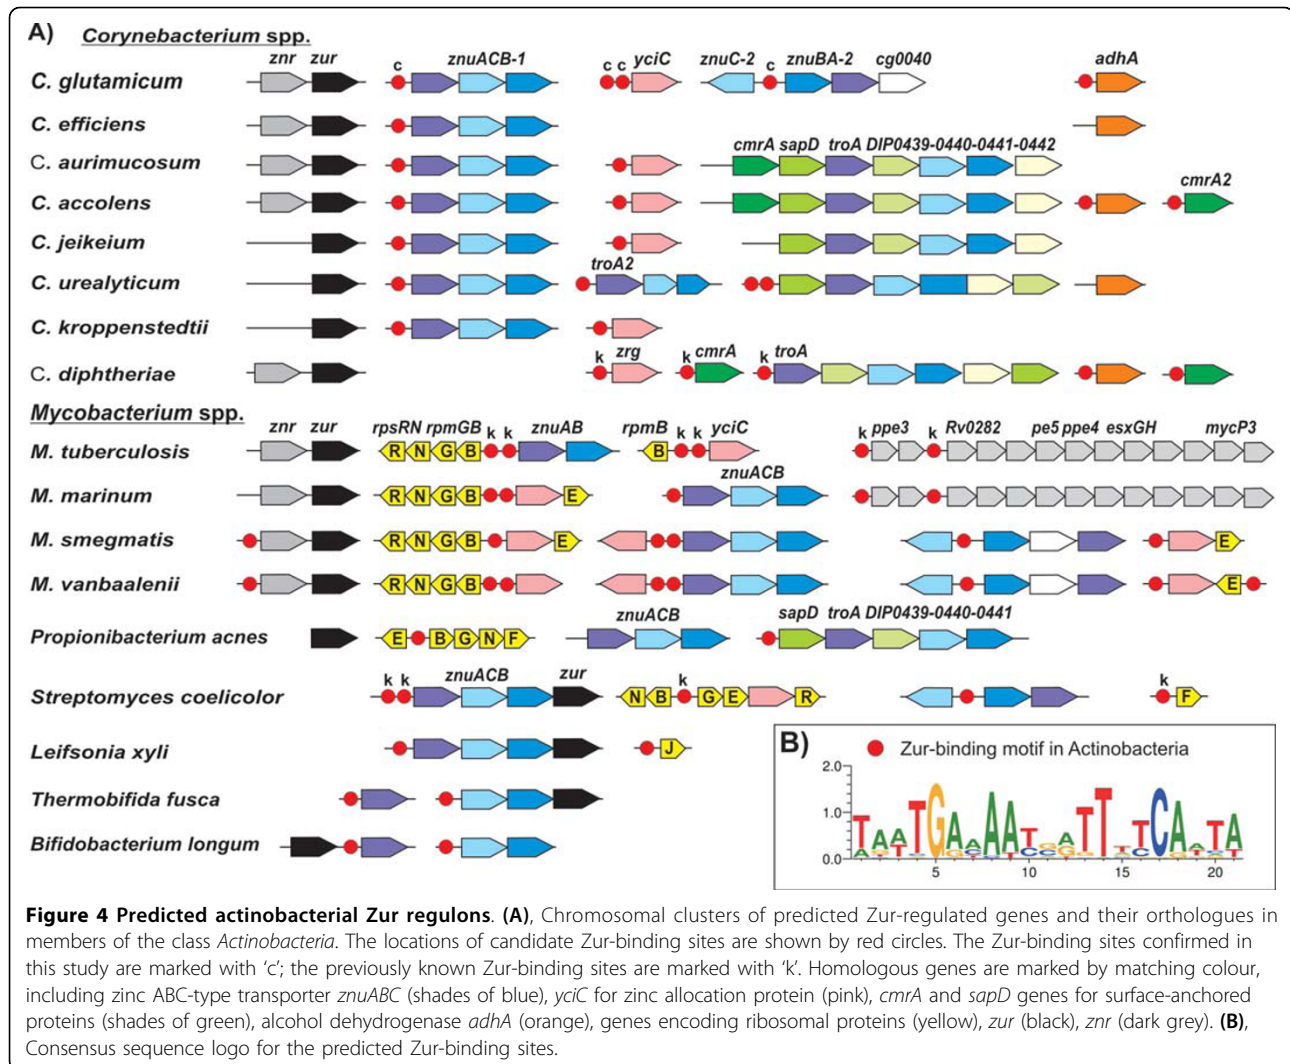 A) Corynebacterium spp.
znr zur znuACB-1 yciC znuC-2 znuBA-2 cg0040 adhA
c c c c
C. glutamicum
C. efficiens
cmrA sapD troA DIP0439-0440-0441-0442
C. aurimucosum
cmrA2
C. accolens
C. jeikeium
troA2
C. urealyticum
C. kroppenstedtii
k zrg k cmrA k troA
C. diphtheriae
Mycobacterium spp.
znr zur rpsRN rpmGB k k znuAB rpmB k k yciC k ppe3 k Rv0282 pe5 ppe4 esxGH mycP3
M. tuberculosis R N G B B
znuACB
M. marinum R N G B E
M. smegmatis R N G B E E
M. vanbaalenii R N G B E
znuACB sapD troA DIP0439-0440-0441
Propionibacterium acnes E B G N F
k k znuACB zur k k
Streptomyces coelicolor N B G E R F
Leifsonia xyli J
Thermobifida fusca
Bifidobacterium longum
B) Zur-binding motif in Actinobacteria
2.0
1.0
0.0
5 10 15 20
Figure 4 Predicted actinobacterial Zur regulons. (A), Chromosomal clusters of predicted Zur-regulated genes and their orthologues in
members of the class Actinobacteria. The locations of candidate Zur-binding sites are shown by red circles. The Zur-binding sites confirmed in
this study are marked with ‘c’; the previously known Zur-binding sites are marked with ‘k’. Homologous genes are marked by matching colour,
including zinc ABC-type transporter znuABC (shades of blue), yciC for zinc allocation protein (pink), cmrA and sapD genes for surface-anchored
proteins (shades of green), alcohol dehydrogenase adhA (orange), genes encoding ribosomal proteins (yellow), zur (black), znr (dark grey). (B),
Consensus sequence logo for the predicted Zur-binding sites.